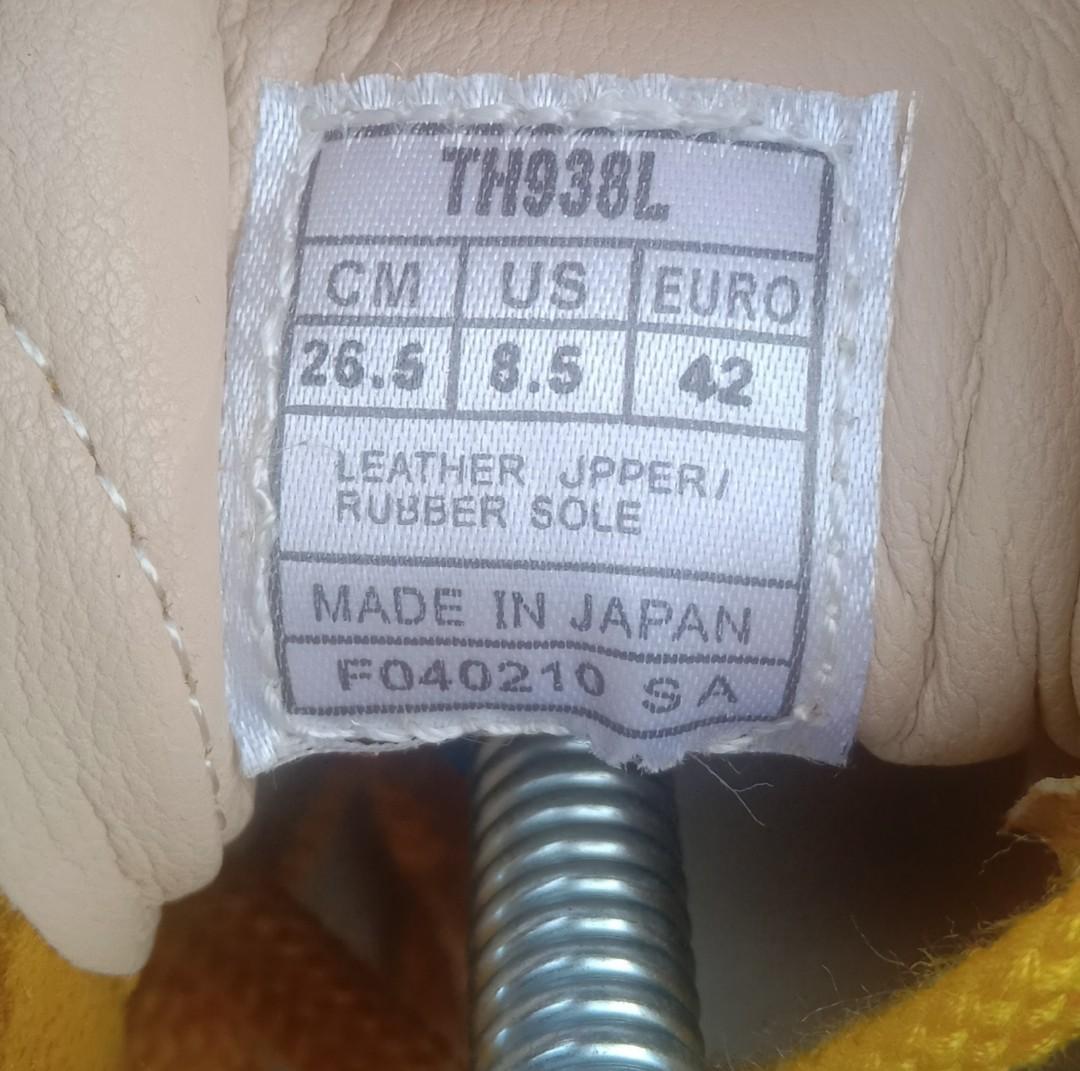 TH938L
CM US EURO
26.5 8.5 42
LEATHER JPPER/
RUBBER SOLE
MADE IN JAPAN
F040210 SA